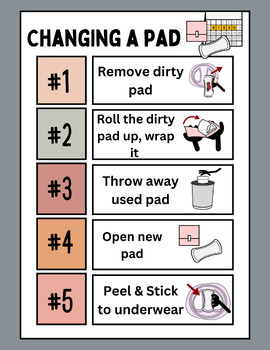 CHANGING A PAD
#1
Remove dirty
pad
#2
Roll the dirty
pad up, wrap
it
#3
Throw away
used pad
#4
Open new
pad
#5
Peel & Stick
to underwear